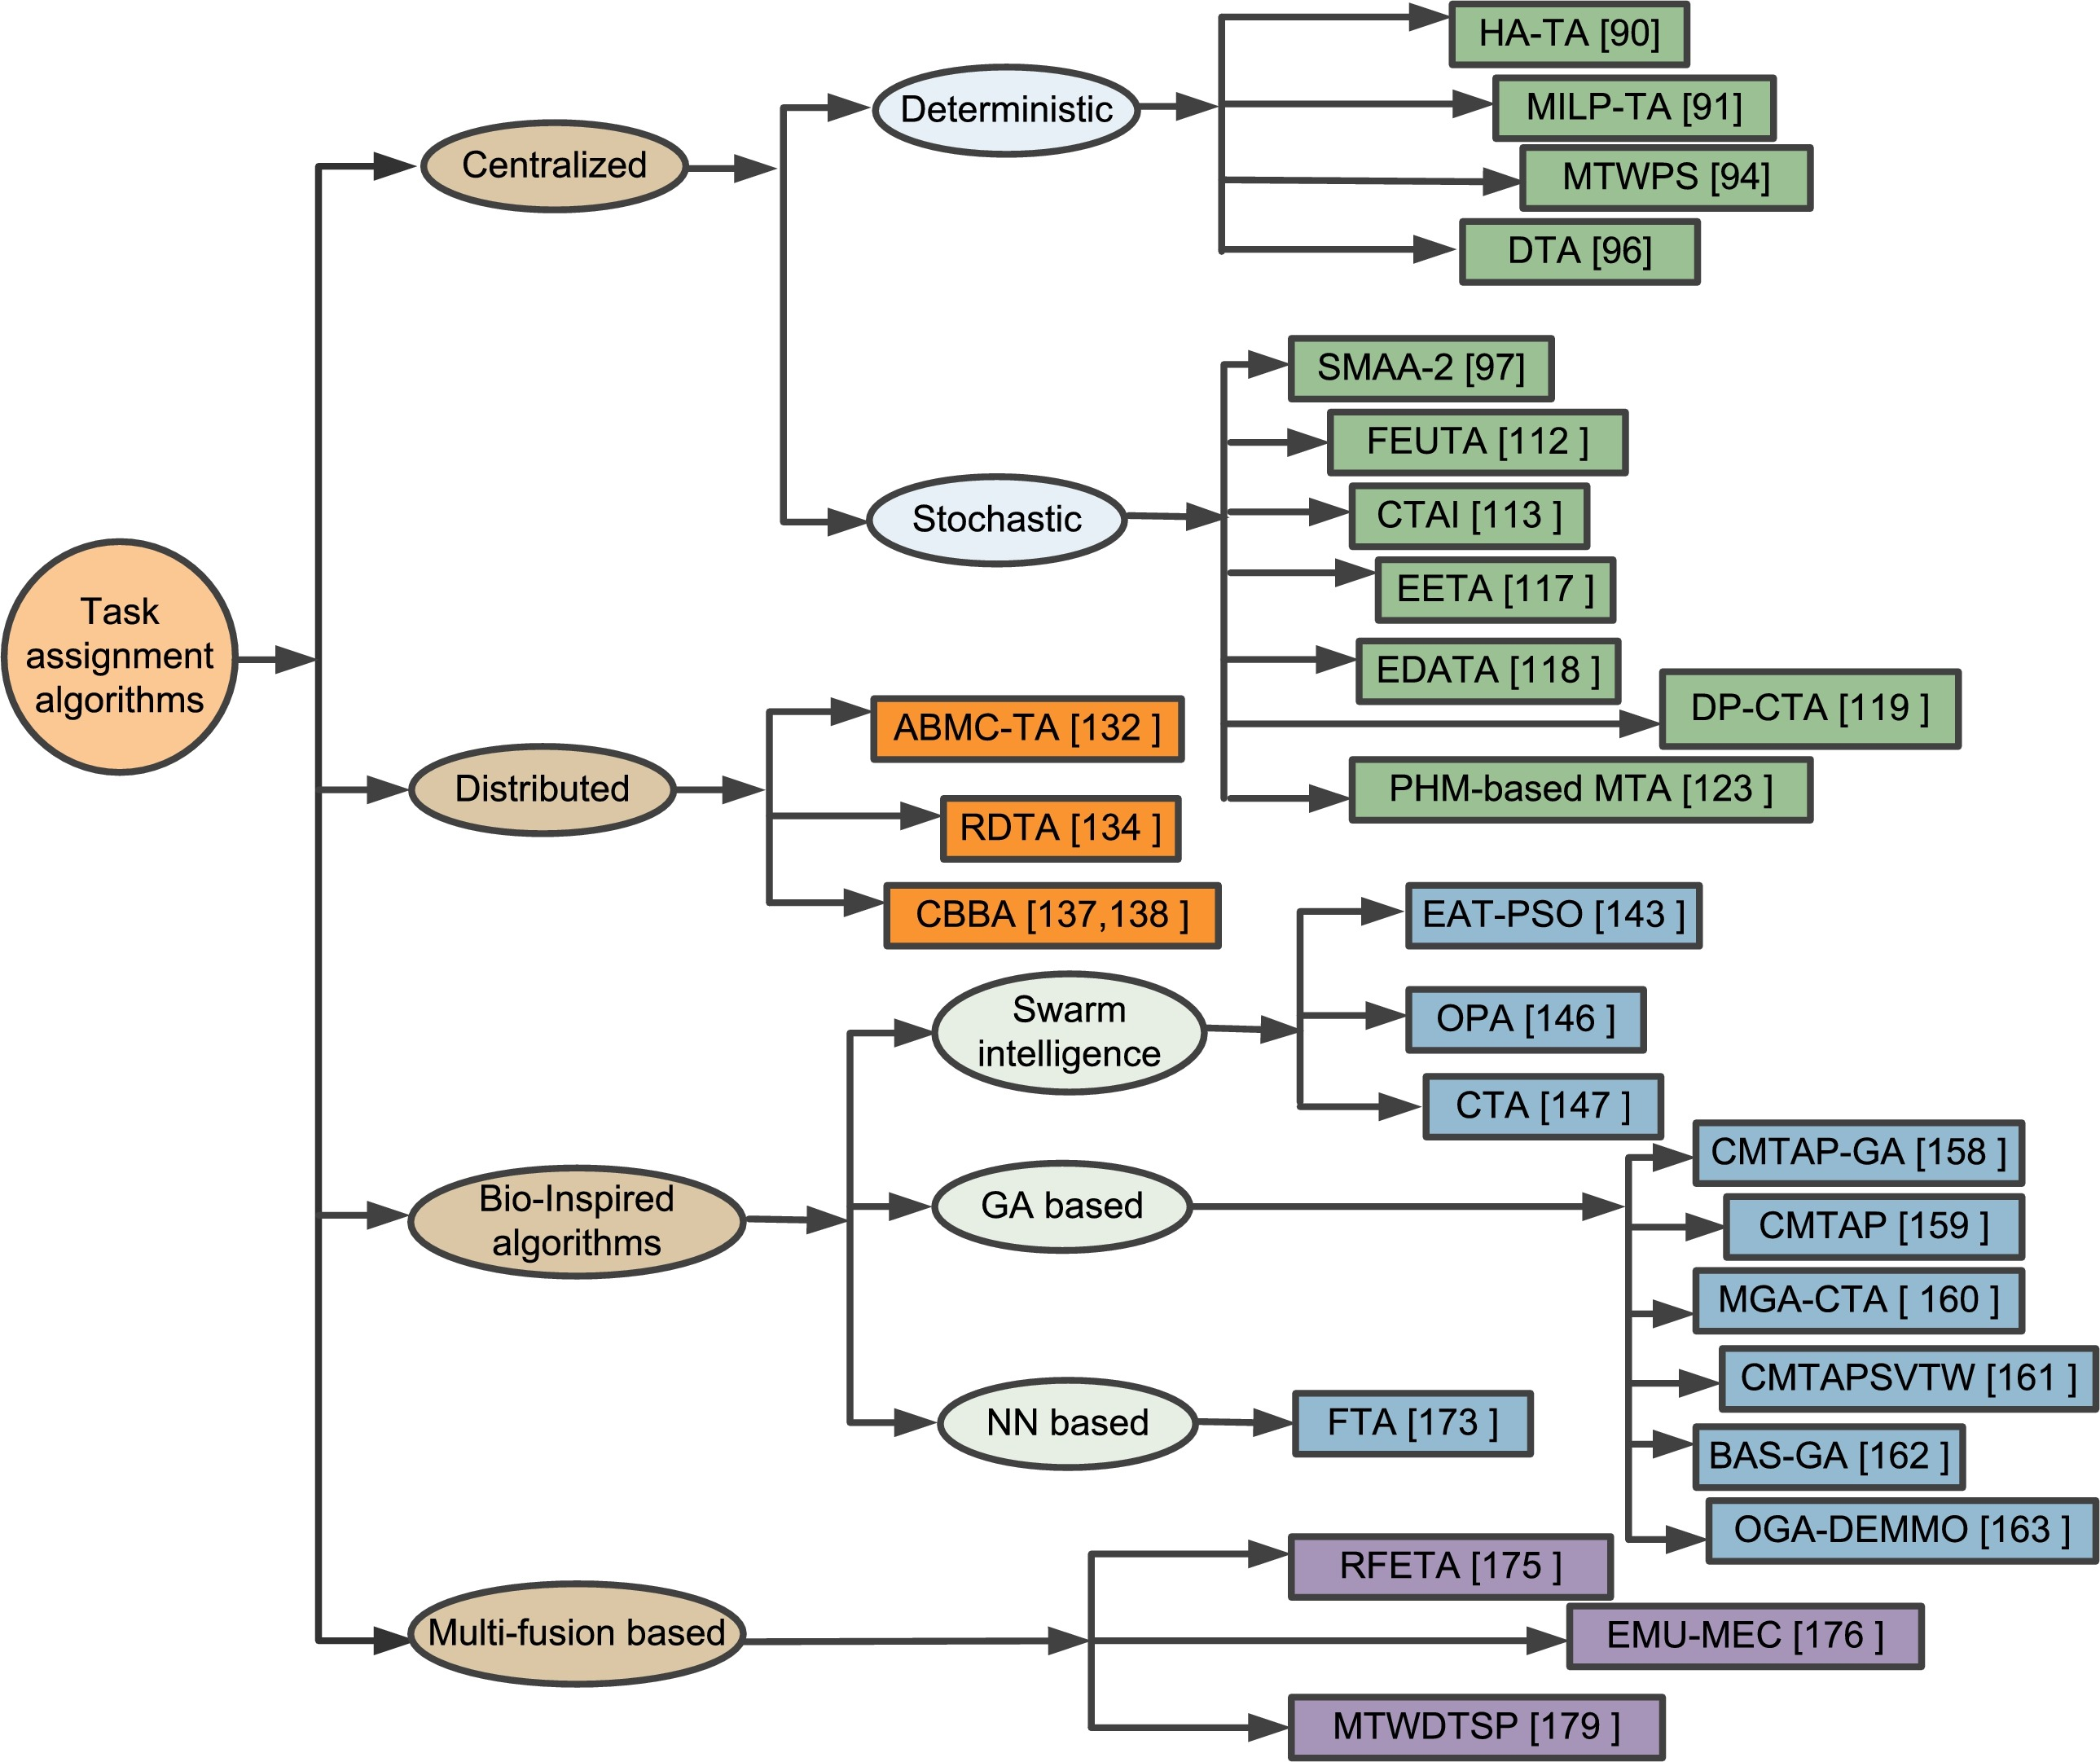 Task
assignment
algorithms
Centralized
Deterministic
HA-TA [90]
MILP-TA [91]
MTWPS [94]
DTA [96]
Stochastic
SMAA-2 [97]
FEUTA [112 ]
CTAI [113 ]
EETA [117 ]
EDATA [118 ]
DP-CTA [119 ]
PHM-based MTA [123 ]
Distributed
ABMC-TA [132 ]
RDTA [134 ]
CBBA [137,138 ]
Bio-Inspired
algorithms
Swarm
intelligence
EAT-PSO [143 ]
OPA [146 ]
CTA [147 ]
GA based
CMTAP-GA [158 ]
CMTAP [159 ]
MGA-CTA [ 160 ]
CMTAPSVTW [161 ]
BAS-GA [162 ]
OGA-DEMMO [163 ]
NN based
FTA [173 ]
Multi-fusion based
RFETA [175 ]
EMU-MEC [176 ]
MTWDTSP [179 ]